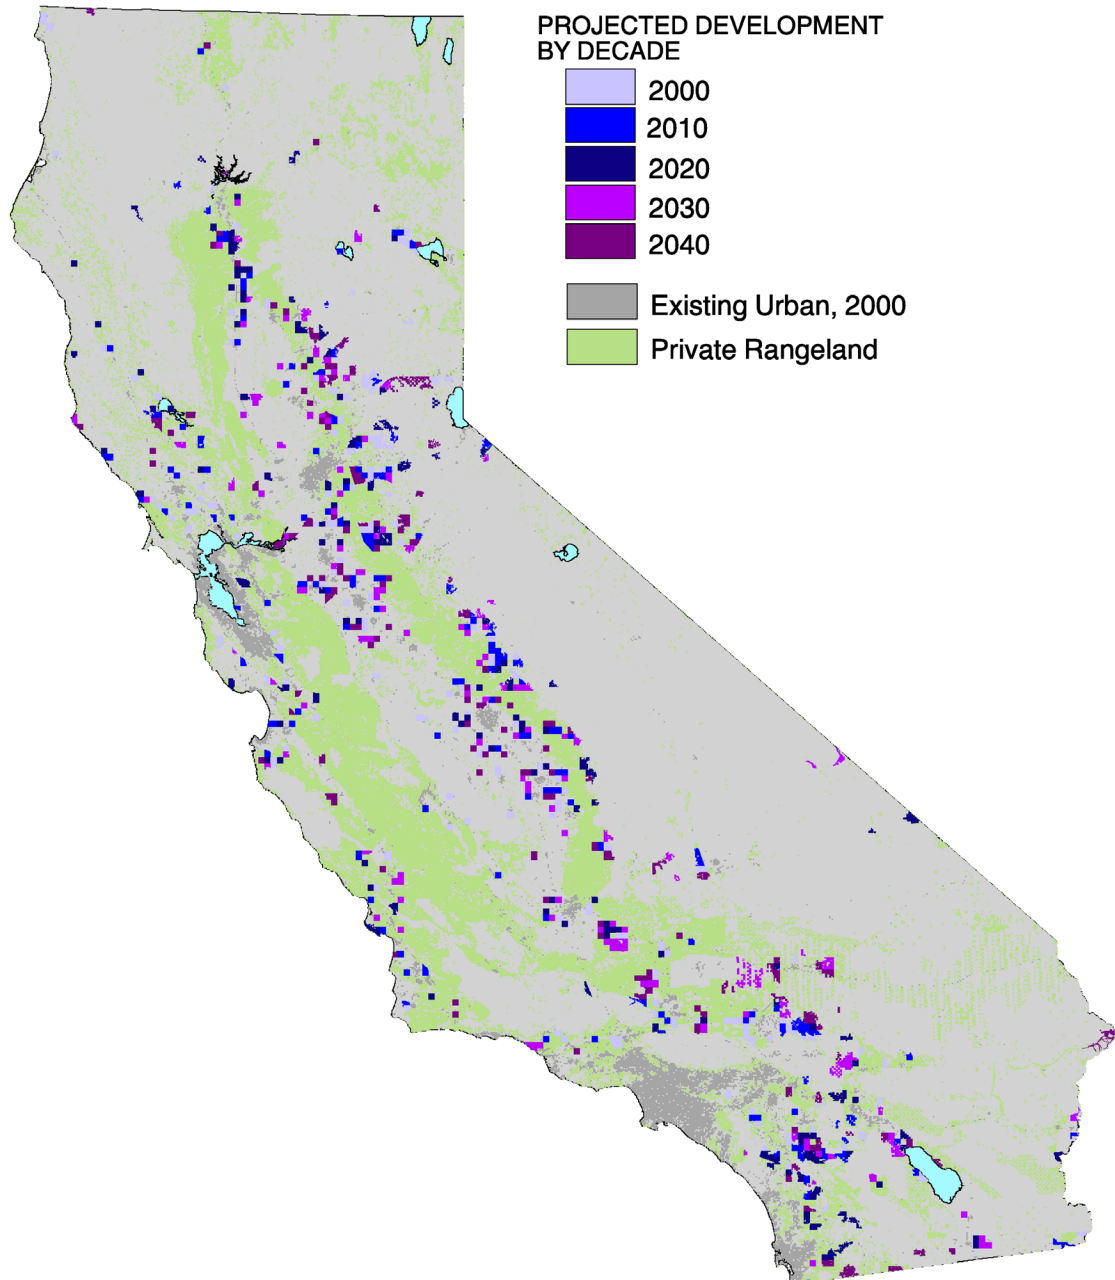 PROJECTED DEVELOPMENT
BY DECADE
2000
2010
2020
2030
2040
Existing Urban, 2000
Private Rangeland